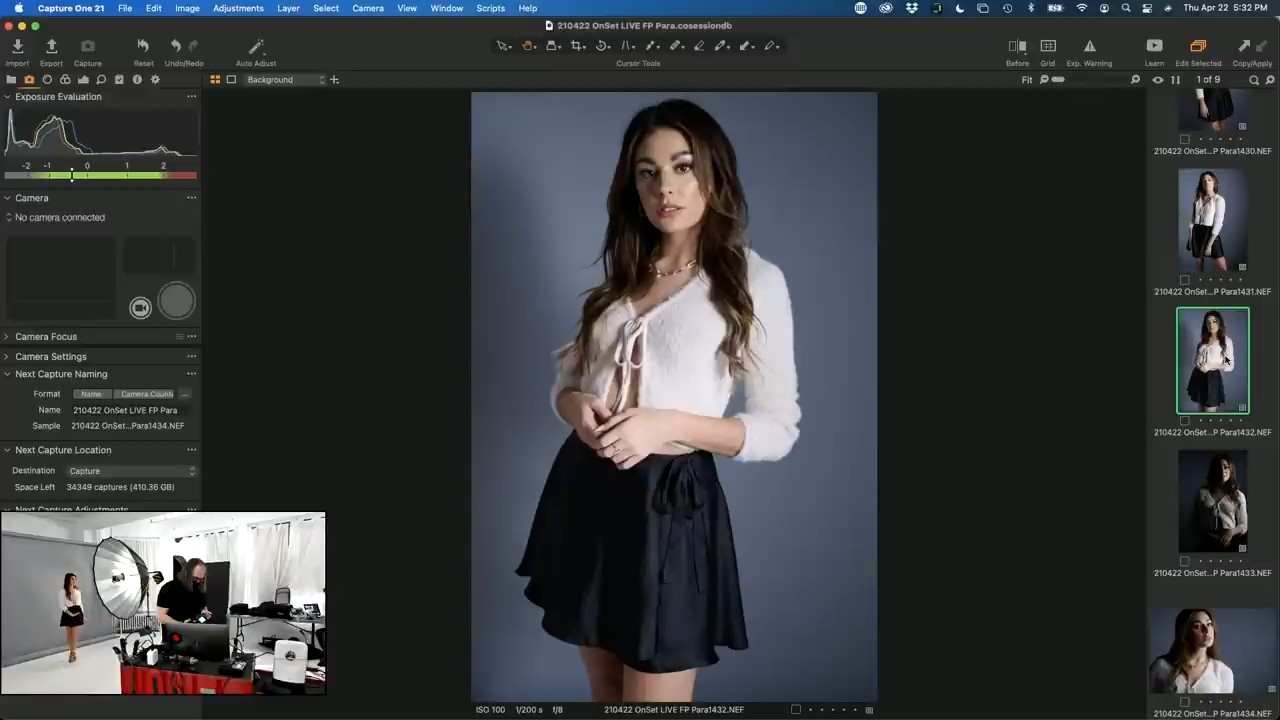 Capture One 21 File Edit Image Adjustments Layer Select Camera View Window Scripts Help Thu Apr 22 5:32 PM
210422 OnSet LIVE FP Para.cosessiondb
Import Export Capture Reset Undo/Redo Auto Adjust Cursor Tools Before Grid Exp. Warning Learn Edit Selected Copy/Apply
Background Fit 1 of 9
Exposure Evaluation
-2 -1 0 1 2
Camera
No camera connected
Camera Focus
Camera Settings
Next Capture Naming
Format Name Camera Counti ...
Name 210422 OnSet LIVE FP Para
Sample 210422 OnSet...Para1434.NEF
Next Capture Location
Destination Capture
Space Left 34349 captures (410.36 GB)
Next Capture Adjustments
210422 OnSet...P Para1430.NEF
210422 OnSet...P Para1431.NEF
210422 OnSet...P Para1432.NEF
210422 OnSet...P Para1433.NEF
210422 OnSet...P Para1434.NEF
ISO 100 1/200 s f/8 210422 OnSet LIVE FP Para1432.NEF